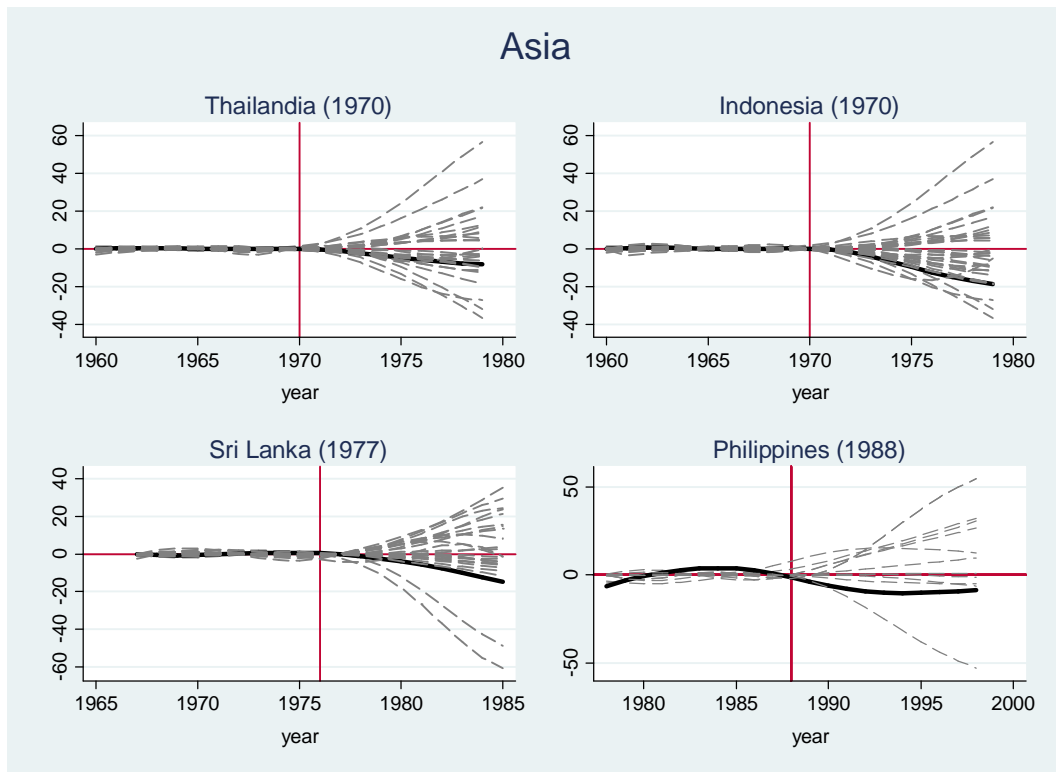 Asia
Thailandia (1970)
60
40
20
0
-20
-40
1960 1965 1970 1975 1980
year
Indonesia (1970)
60
40
20
0
-20
-40
1960 1965 1970 1975 1980
year
Sri Lanka (1977)
40
20
0
-20
-40
-60
1965 1970 1975 1980 1985
year
Philippines (1988)
50
0
-50
1980 1985 1990 1995 2000
year